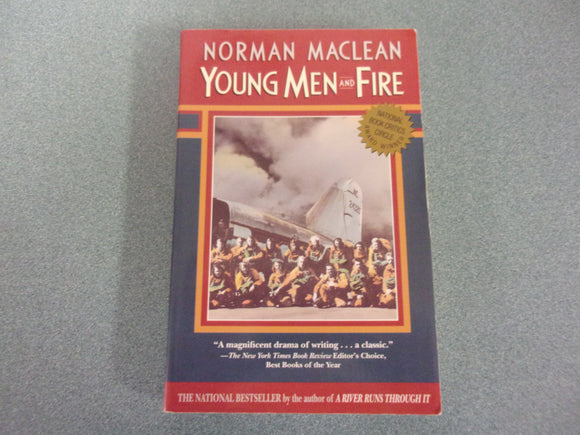 NORMAN MACLEAN
YOUNG MEN AND FIRE
NATIONAL
BOOK CRITICS
CIRCLE
AWARD WINNER
"A magnificent drama of writing . . . a classic."
—The New York Times Book Review Editor's Choice,
Best Books of the Year
THE NATIONAL BESTSELLER by the author of A RIVER RUNS THROUGH IT